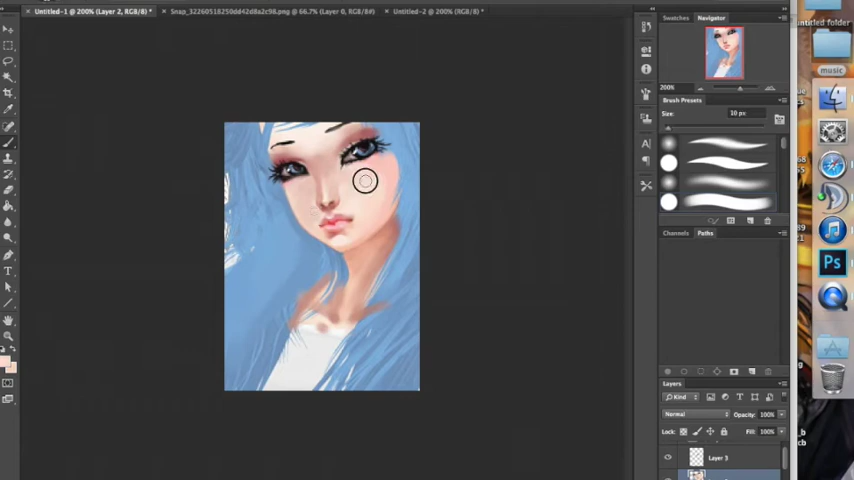 Untitled-1 @ 200% (Layer 2, RGB/8) *
Snap_32260518250dd42d8a2c98.png @ 66.7% (Layer 0, RGB/8#)
Untitled-2 @ 200% (RGB/8) *
Swatches
Navigator
200%
Brush Presets
Size:
10 px
Channels
Paths
Layers
Kind
Normal
Opacity:
100%
Lock:
Fill:
100%
Layer 3
untitled folder
music
Ps